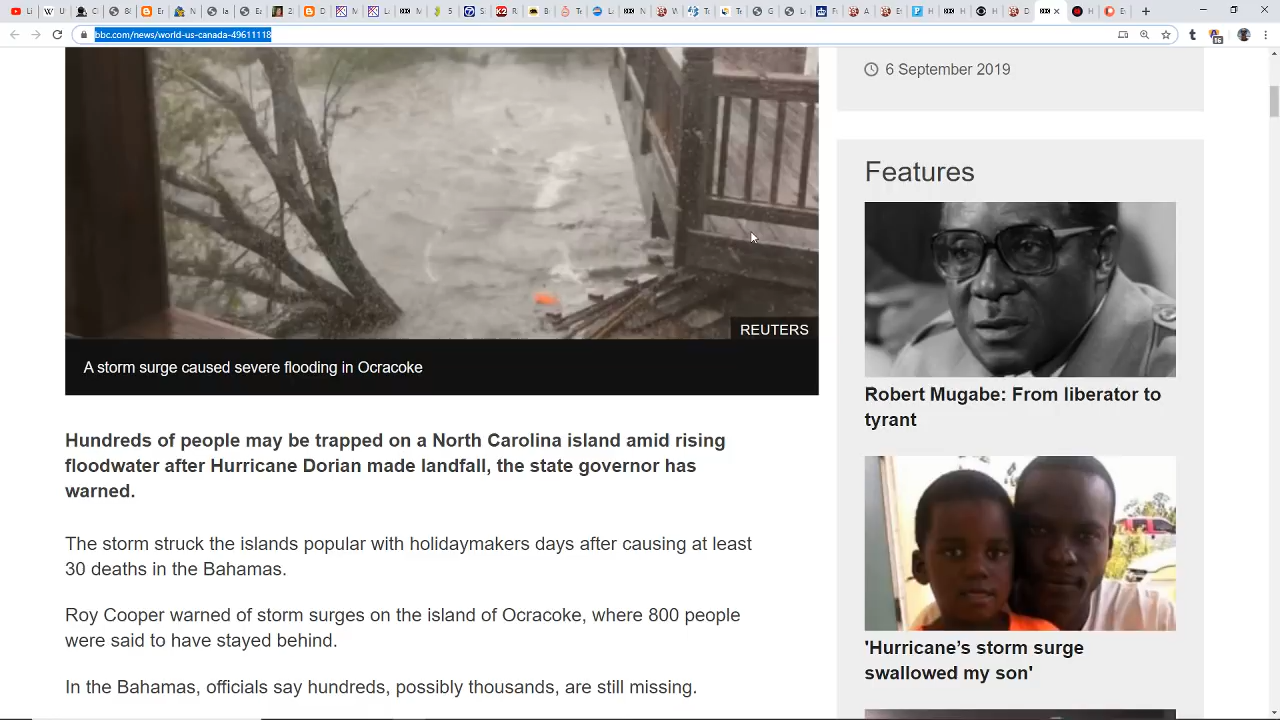 bbc.com/news/world-us-canada-49611118
6 September 2019
REUTERS
A storm surge caused severe flooding in Ocracoke
Hundreds of people may be trapped on a North Carolina island amid rising
floodwater after Hurricane Dorian made landfall, the state governor has
warned.
The storm struck the islands popular with holidaymakers days after causing at least
30 deaths in the Bahamas.
Roy Cooper warned of storm surges on the island of Ocracoke, where 800 people
were said to have stayed behind.
In the Bahamas, officials say hundreds, possibly thousands, are still missing.
Features
Robert Mugabe: From liberator to
tyrant
'Hurricane’s storm surge
swallowed my son'